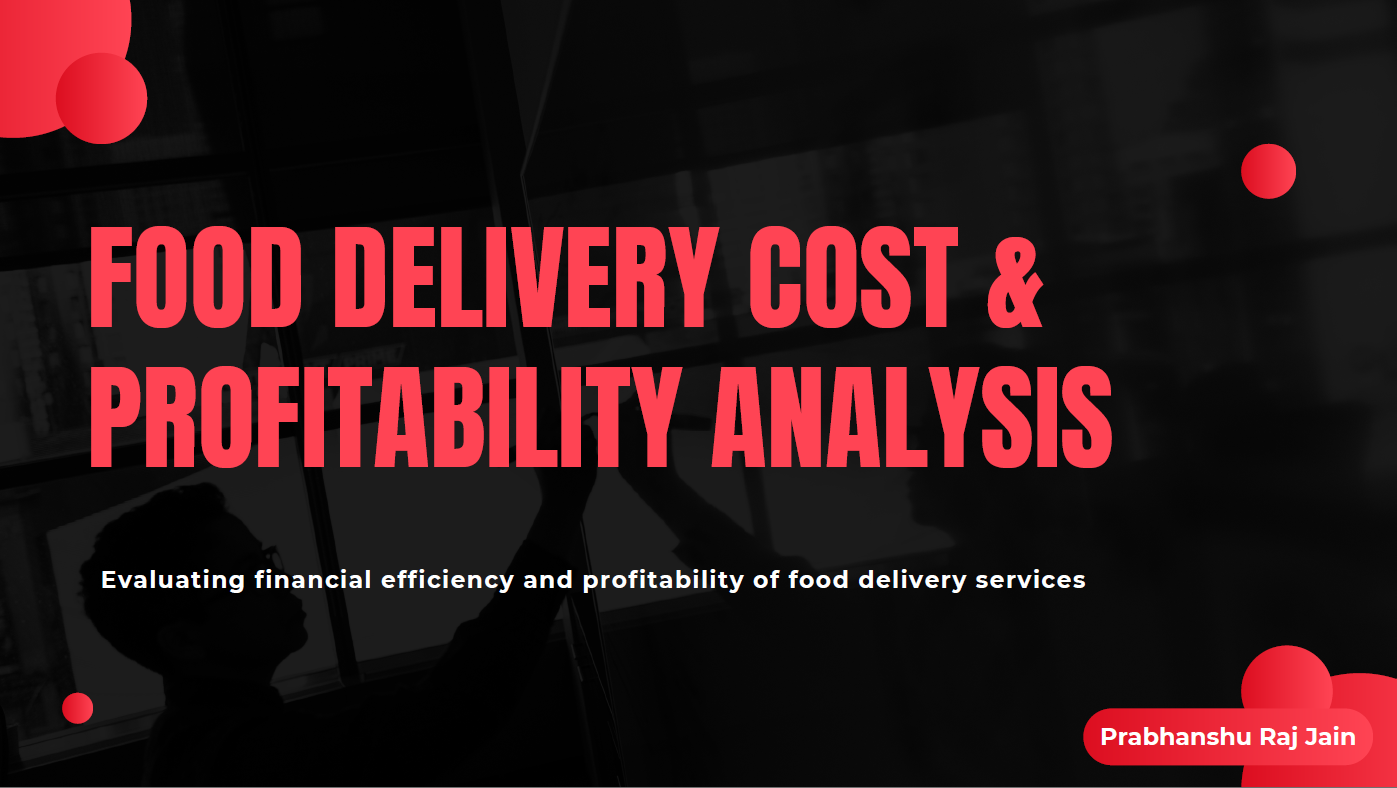 FOOD DELIVERY COST &
PROFITABILITY ANALYSIS
Evaluating financial efficiency and profitability of food delivery services
Prabhanshu Raj Jain